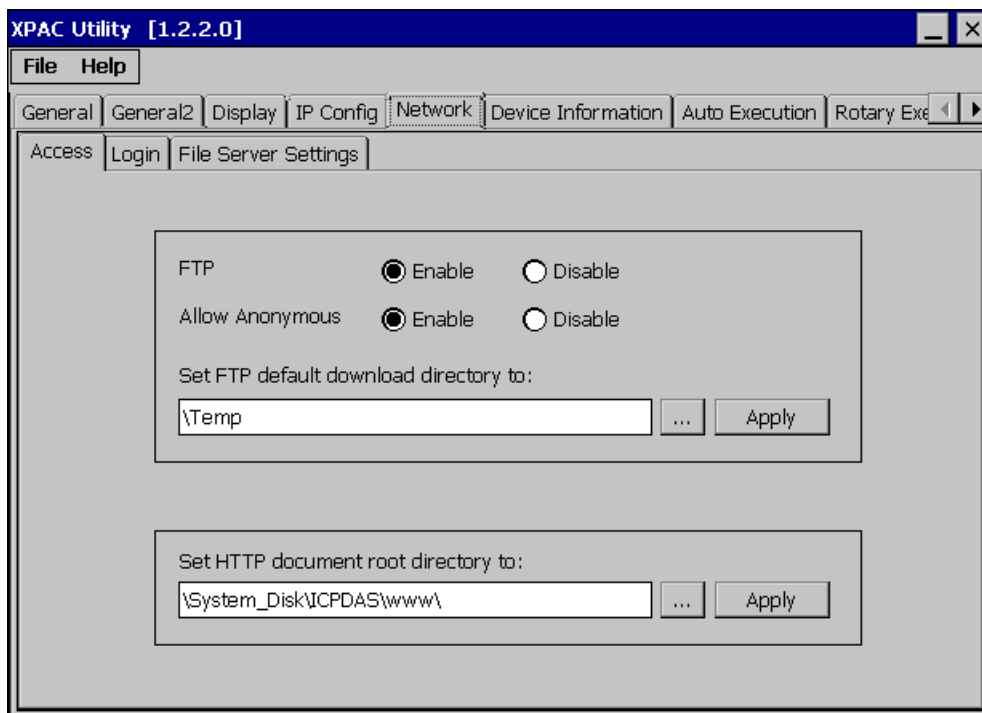 XPAC Utility [1.2.2.0]
File Help
General General2 Display IP Config Network Device Information Auto Execution Rotary Exe
Access Login File Server Settings
FTP Enable Disable
Allow Anonymous Enable Disable
Set FTP default download directory to:
\Temp ... Apply
Set HTTP document root directory to:
\System_Disk\ICPDAS\www\ ... Apply